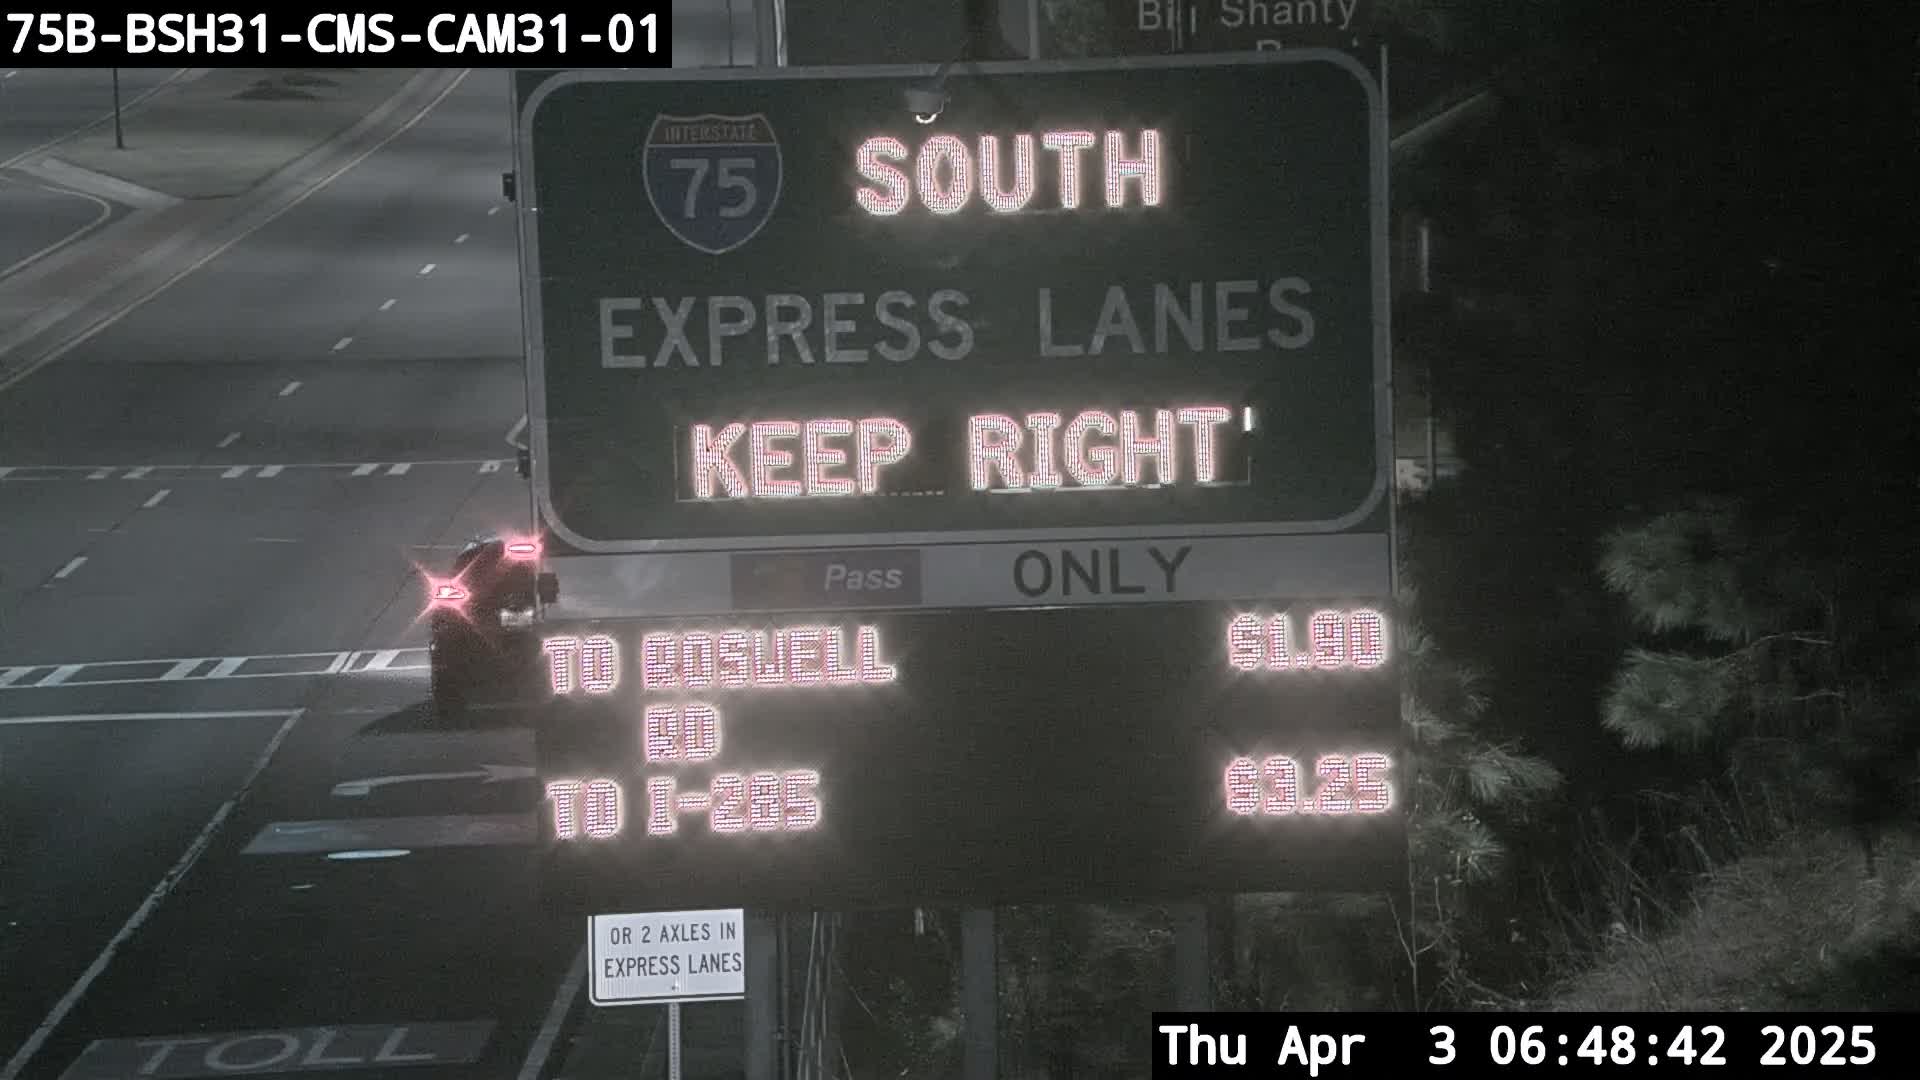 75B-BSH31-CMS-CAM31-01
Bill Shanty
INTERSTATE
75
SOUTH
EXPRESS LANES
KEEP RIGHT
Pass ONLY
TO ROSWELL $1.90
RD
TO I-285 $3.25
OR 2 AXLES IN
EXPRESS LANES
TOLL
Thu Apr 3 06:48:42 2025